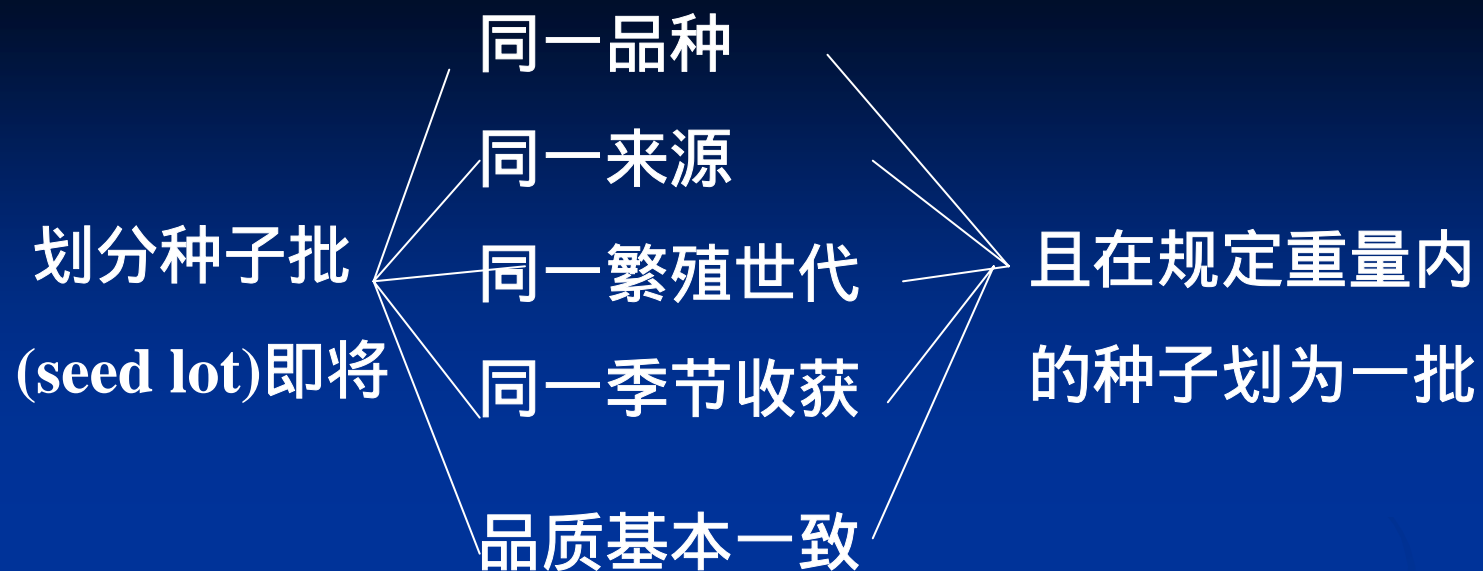 划分种子批
(seed lot)即将
同一品种
同一来源
同一繁殖世代
同一季节收获
品质基本一致
且在规定重量内
的种子划为一批